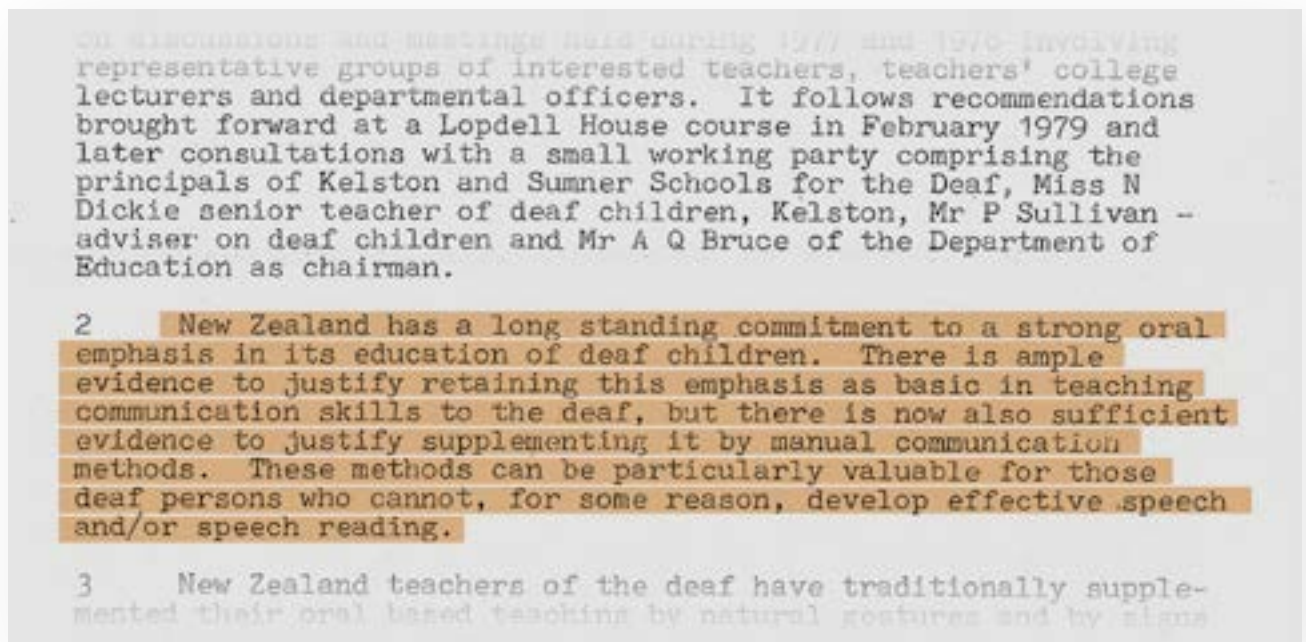 on discussions and meetings held during 1977 and 1978 involving
representative groups of interested teachers, teachers' college
lecturers and departmental officers. It follows recommendations
brought forward at a Lopdell House course in February 1979 and
later consultations with a small working party comprising the
principals of Kelston and Sumner Schools for the Deaf, Miss N
Dickie senior teacher of deaf children, Kelston, Mr P Sullivan -
adviser on deaf children and Mr A Q Bruce of the Department of
Education as chairman.
2 New Zealand has a long standing commitment to a strong oral
emphasis in its education of deaf children. There is ample
evidence to justify retaining this emphasis as basic in teaching
communication skills to the deaf, but there is now also sufficient
evidence to justify supplementing it by manual communication
methods. These methods can be particularly valuable for those
deaf persons who cannot, for some reason, develop effective speech
and/or speech reading.
3 New Zealand teachers of the deaf have traditionally supple-
mented their oral based teaching by natural gestures and by signs